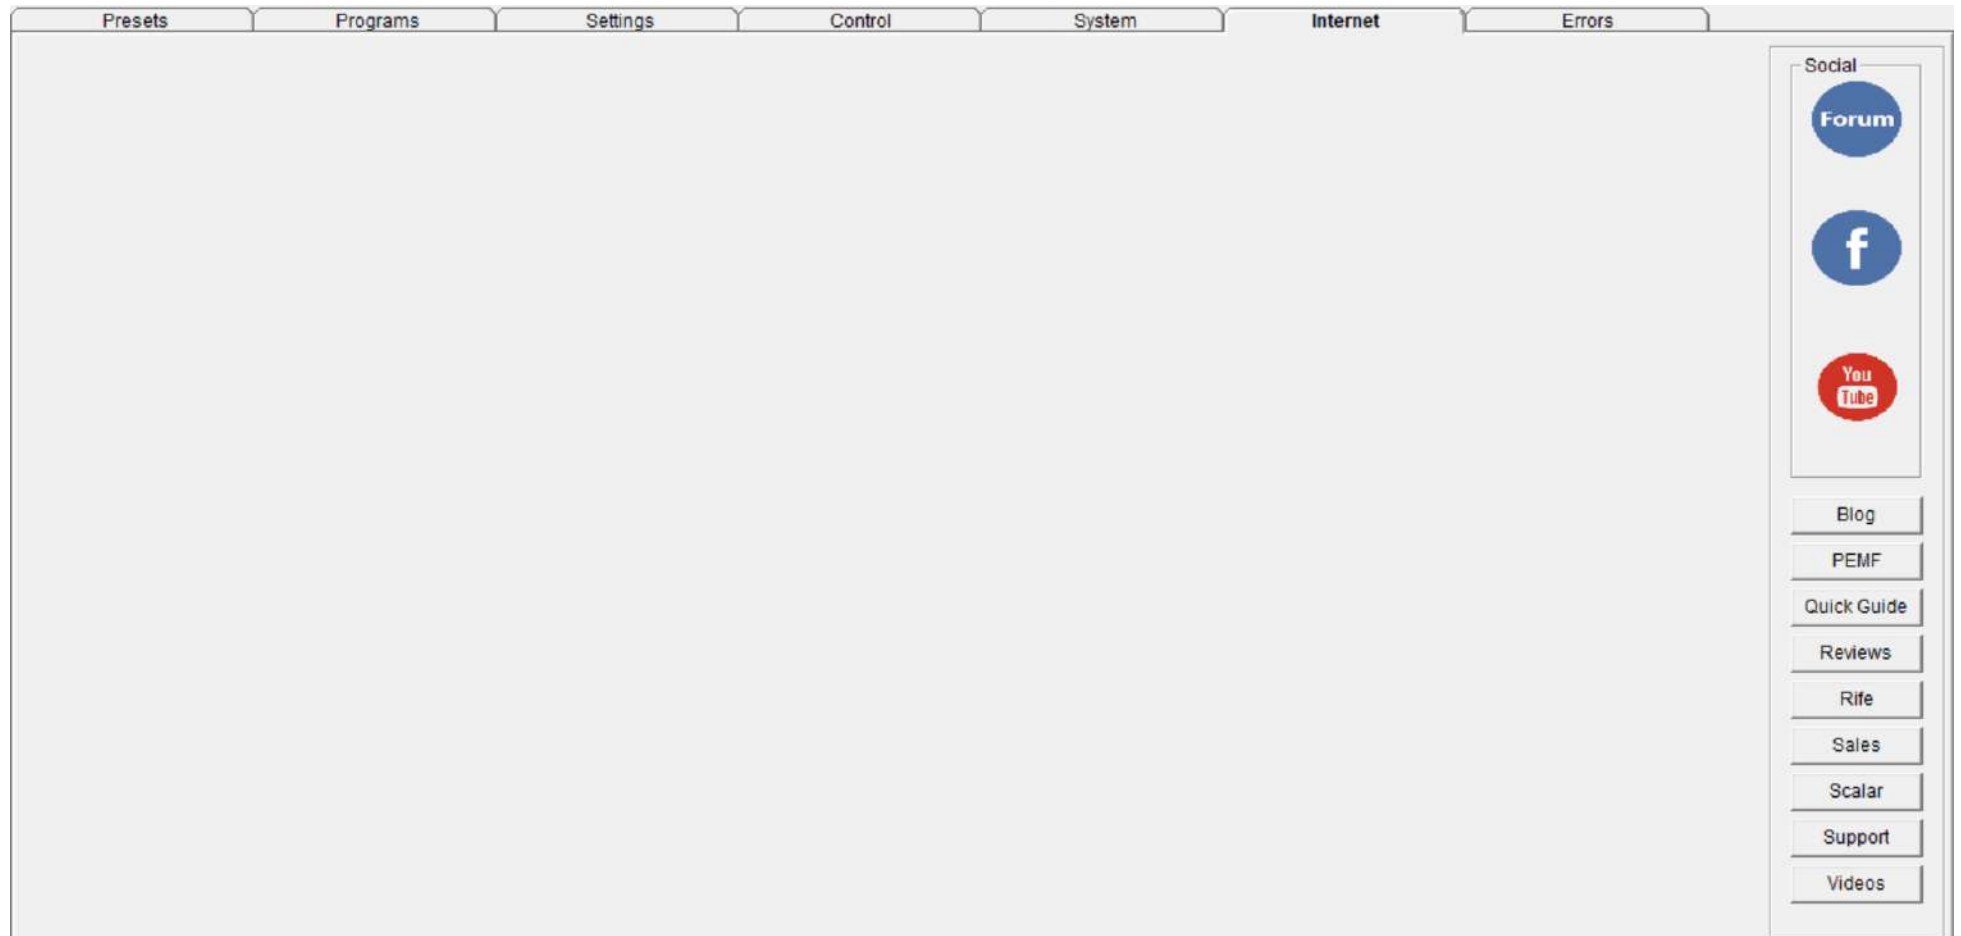 Presets Programs Settings Control System Internet Errors
Social
Forum
f
You
Tube
Blog
PEMF
Quick Guide
Reviews
Rife
Sales
Scalar
Support
Videos